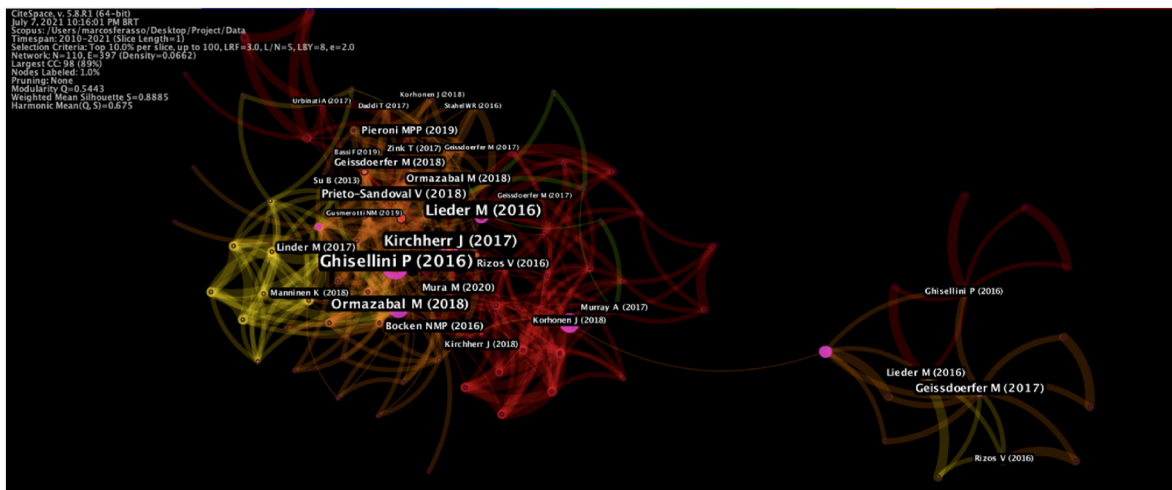 CiteSpace, v. 5.8.R1 (64-bit)
July 7, 2021 10:16:01 PM BRT
Scopus: /Users/marcosferasso/Desktop/Project/Data
Timespan: 2010-2021 (Slice Length=1)
Selection Criteria: Top 10.0% per slice, up to 100, LRF=3.0, L/N=5, LBY=8, e=2.0
Network: N=110, E=397 (Density=0.0662)
Largest CC: 98 (89%)
Nodes Labeled: 1.0%
Pruning: None
Modularity Q=0.5443
Weighted Mean Silhouette S=0.8885
Harmonic Mean(Q, S)=0.675
Korhonen J (2018)
Urbinati A (2017)
Daddi T (2017)
Stahel WR (2016)
Pieroni MPP (2019)
Zink T (2017)
Geissdoerfer M (2017)
Bassi F (2019)
Geissdoerfer M (2018)
Su B (2013)
Ormazabal M (2018)
Prieto-Sandoval V (2018)
Geissdoerfer M (2017)
Gusmerotti NM (2019)
Lieder M (2016)
Kirchherr J (2017)
Linder M (2017)
Ghisellini P (2016)
Rizos V (2016)
Mura M (2020)
Manninen K (2018)
Ghisellini P (2016)
Ormazabal M (2018)
Murray A (2017)
Korhonen J (2018)
Bocken NMP (2016)
Kirchherr J (2018)
Lieder M (2016)
Geissdoerfer M (2017)
Rizos V (2016)